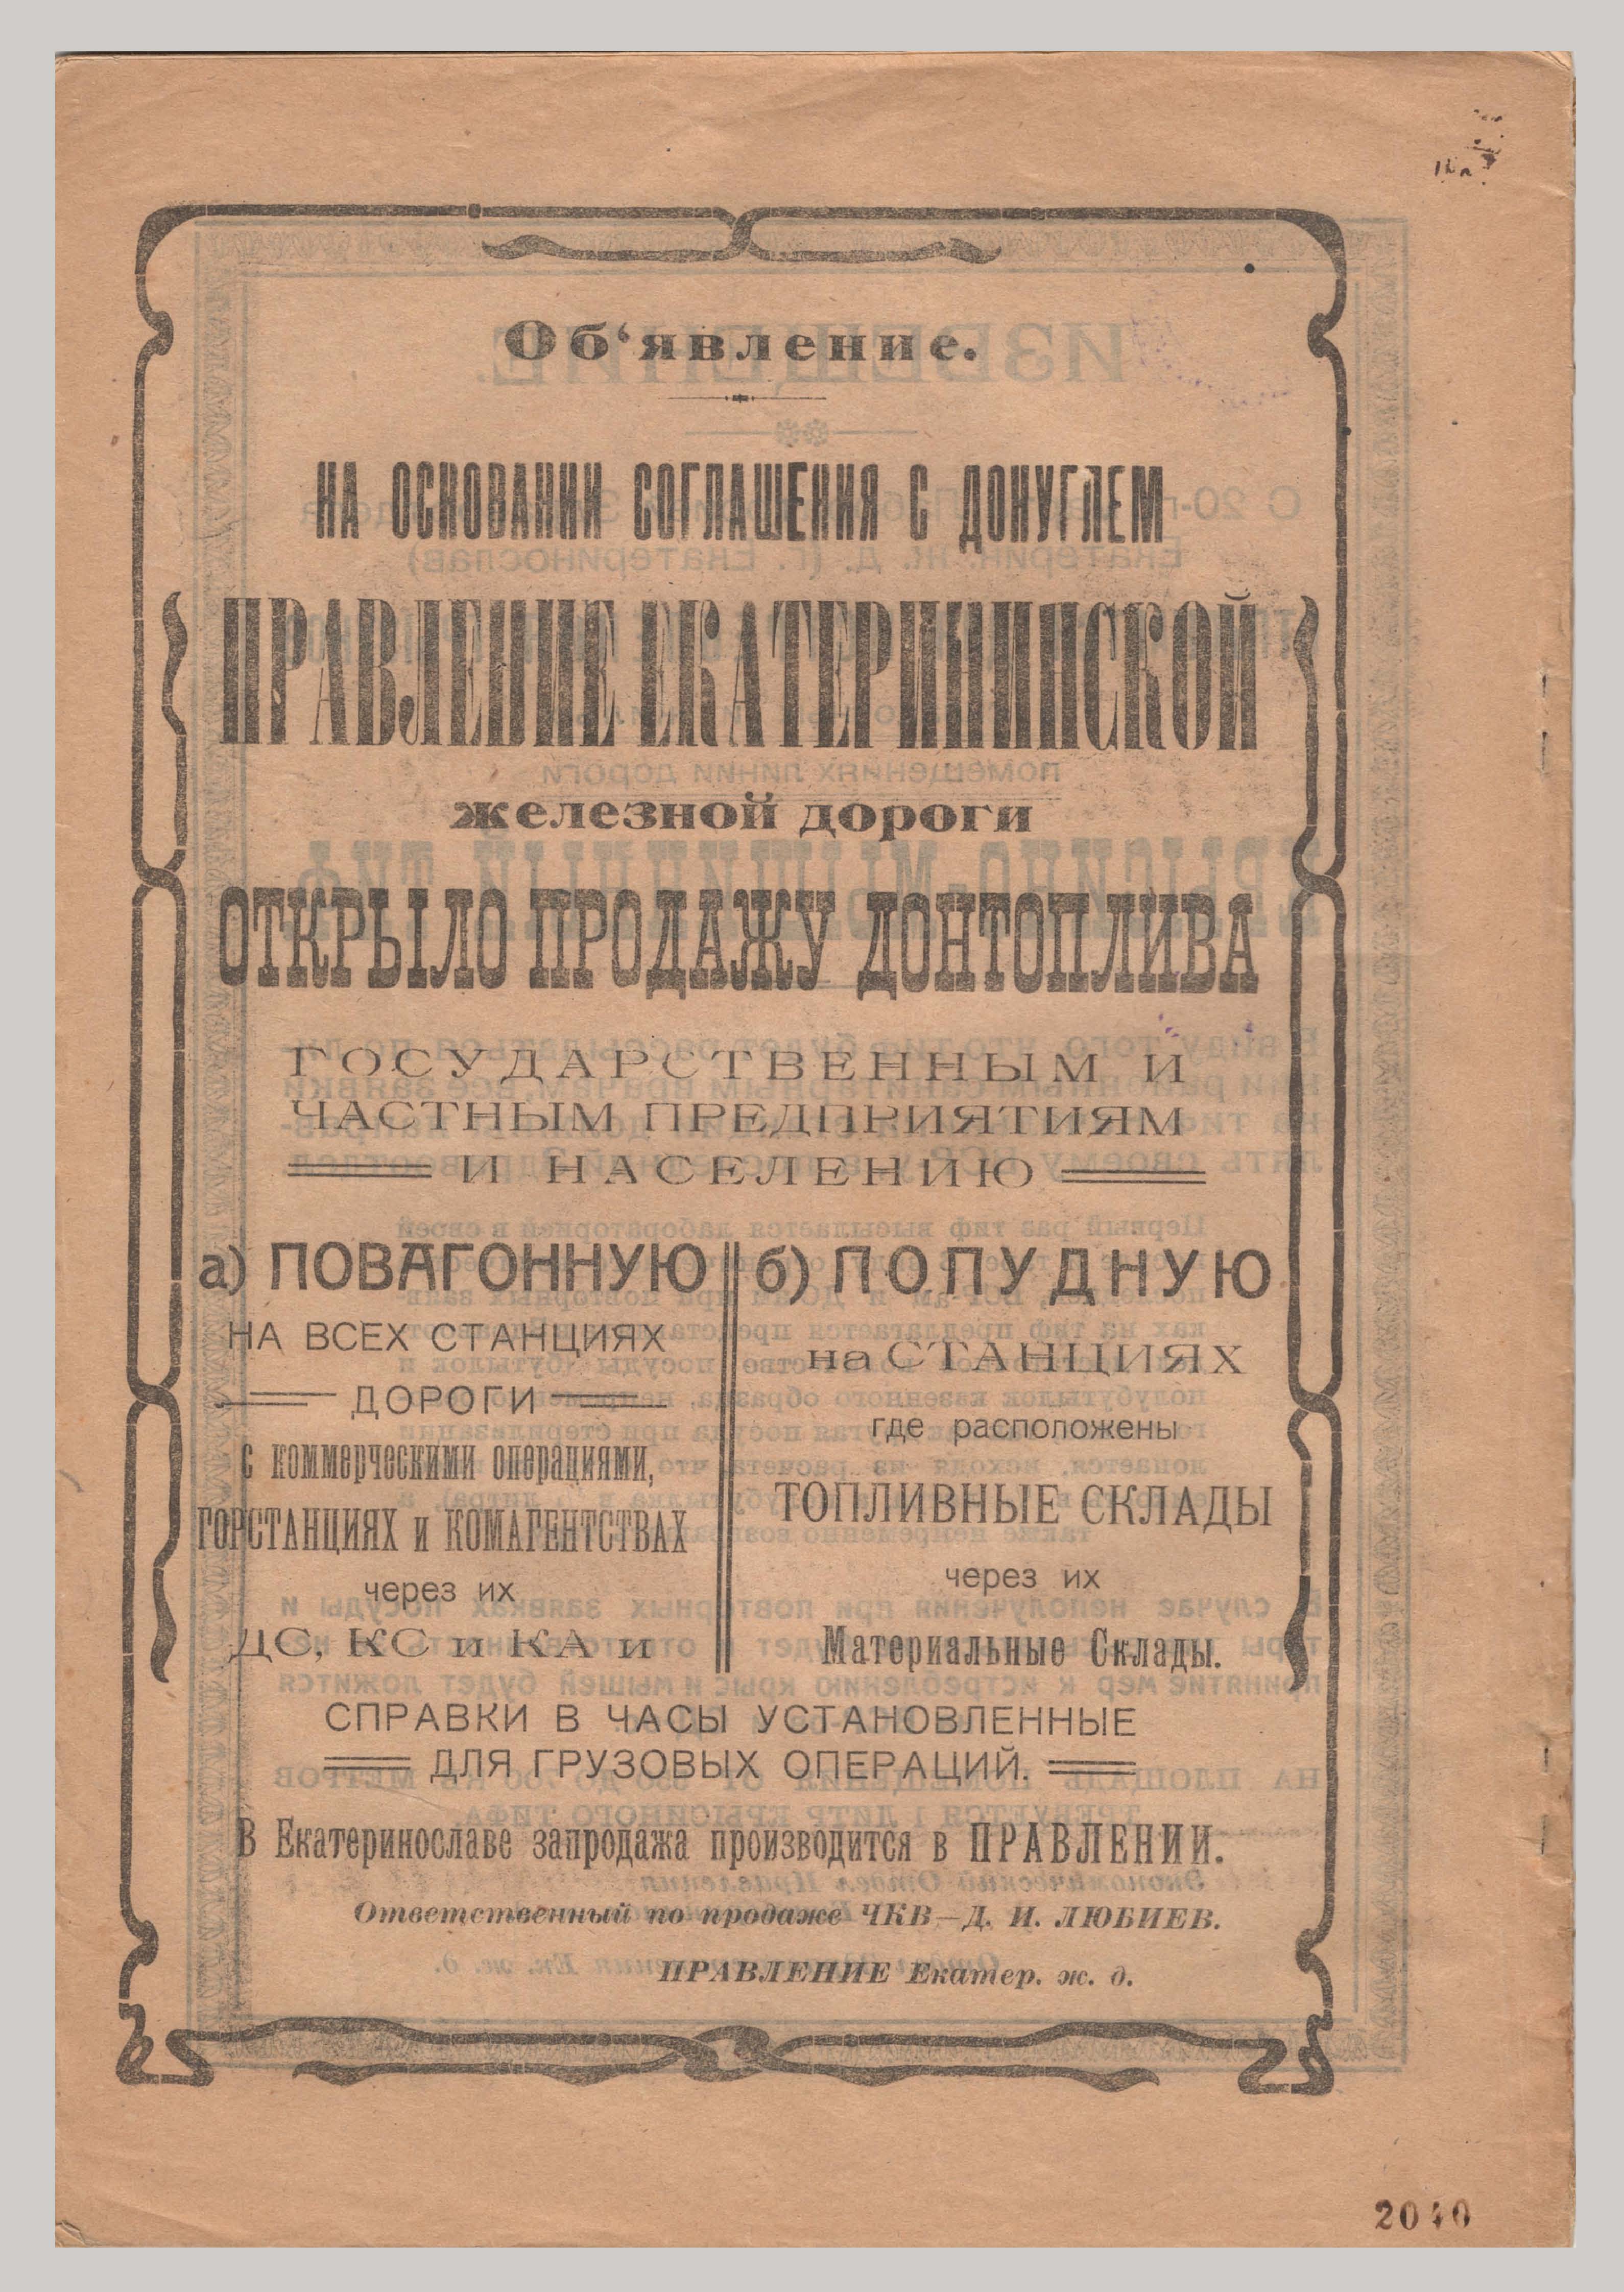 Об‘явление.
НА ОСНОВАНИИ СОГЛАШЕНИЯ С ДОНУГЛЕМ
ПРАВЛЕНИЕ ЕКАТЕРИНИНСКОЙ
железной дороги
ОТКРЫЛО ПРОДАЖУ ДОНТОПЛИВА
ГОСУДАРСТВЕННЫМ И
ЧАСТНЫМ ПРЕДПРИЯТИЯМ
И НАСЕЛЕНИЮ
а) ПОВАГОННУЮ
НА ВСЕХ СТАНЦИЯХ
ДОРОГИ
с коммерческими операциями,
ГОРСТАНЦИЯХ и КОМАГЕНТСТВАХ
через их
ДС, КС и КА и
б) ПОПУДНУЮ
на СТАНЦИЯХ
где расположены
ТОПЛИВНЫЕ СКЛАДЫ
через их
Материальные Склады.
СПРАВКИ В ЧАСЫ УСТАНОВЛЕННЫЕ
ДЛЯ ГРУЗОВЫХ ОПЕРАЦИЙ.
В Екатеринославе запродажа производится в ПРАВЛЕНИИ.
Ответственный по продаже ЧКВ—Д. И. ЛЮБИЕВ.
ПРАВЛЕНИЕ Екатер. ж. д.
2040